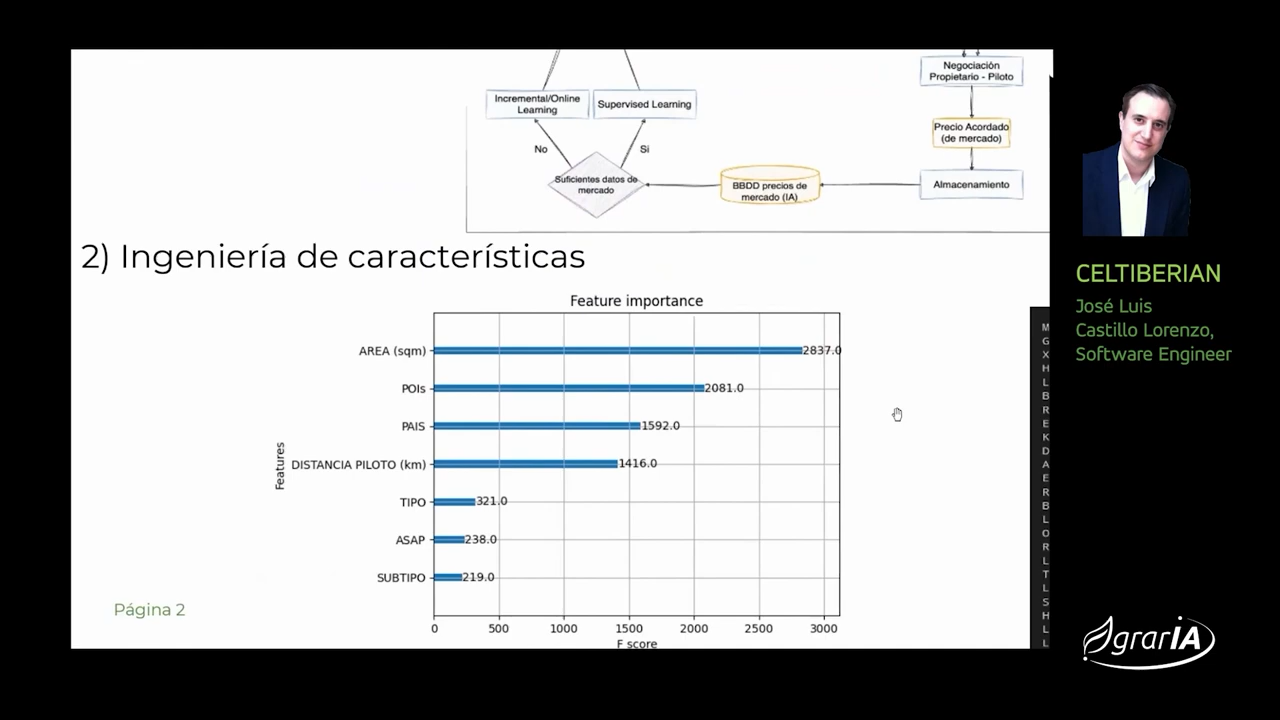 Negociación
Propietario - Piloto
Incremental/Online
Learning
Supervised Learning
Precio Acordado
(de mercado)
No
Si
Suficientes datos de
mercado
BBDD precios de
mercado (IA)
Almacenamiento
2) Ingeniería de características
Feature importance
AREA (sqm)
2837.0
POIs
2081.0
PAIS
1592.0
DISTANCIA PILOTO (km)
1416.0
TIPO
321.0
ASAP
238.0
SUBTIPO
219.0
Features
0 500 1000 1500 2000 2500 3000
F score
Página 2
M
G
X
H
L
B
R
E
K
D
A
E
R
B
L
O
R
L
T
L
S
H
L
L
CELTIBERIAN
José Luis
Castillo Lorenzo,
Software Engineer
AgrarIA